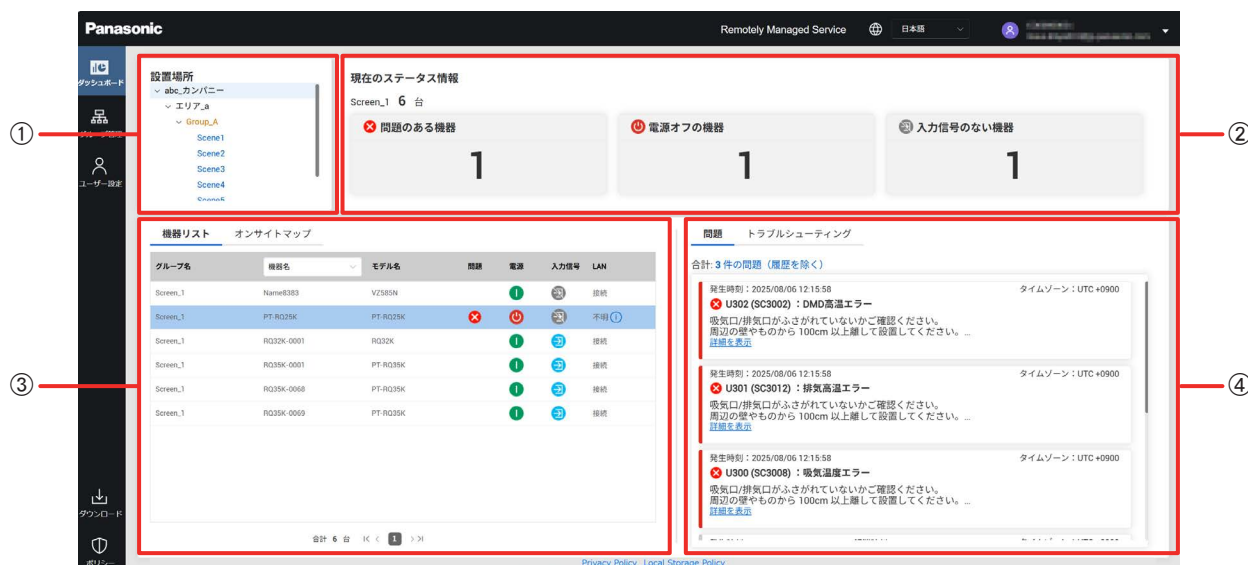 Panasonic
Remotely Managed Service
日本語
ダッシュボード
ユーザー設定
ダウンロード
ポリシー
①
設置場所
abc_カンパニー
エリア_a
Group_A
Scene1
Scene2
Scene3
Scene4
②
現在のステータス情報
Screen_1 6 台
問題のある機器
1
電源オフの機器
1
入力信号のない機器
1
③
機器リスト オンサイトマップ
グループ名 機器名 モデル名 問題 電源 入力信号 LAN
Screen_1 Name8383 VZ585N 接続
Screen_1 PT-RQ25K PT-RQ25K 不明
Screen_1 RQ32K-0001 RQ32K 接続
Screen_1 RQ35K-0001 PT-RQ35K 接続
Screen_1 RQ35K-0068 PT-RQ35K 接続
Screen_1 RQ35K-0069 PT-RQ35K 接続
合計 6 台 1
④
問題 トラブルシューティング
合計: 3 件の問題（履歴を除く）
発生時刻：2025/08/06 12:15:58 タイムゾーン：UTC +0900
U302 (SC3002) ：DMD高温エラー
吸気口/排気口がふさがれていないかご確認ください。
周辺の壁やものから 100cm 以上離して設置してください。...
詳細を表示
発生時刻：2025/08/06 12:15:58 タイムゾーン：UTC +0900
U301 (SC3012) ：排気高温エラー
吸気口/排気口がふさがれていないかご確認ください。
周辺の壁やものから 100cm 以上離して設置してください。...
詳細を表示
発生時刻：2025/08/06 12:15:58 タイムゾーン：UTC +0900
U300 (SC3008) ：吸気温度エラー
吸気口/排気口がふさがれていないかご確認ください。
周辺の壁やものから 100cm 以上離して設置してください。...
詳細を表示
Privacy Policy Local Storage Policy